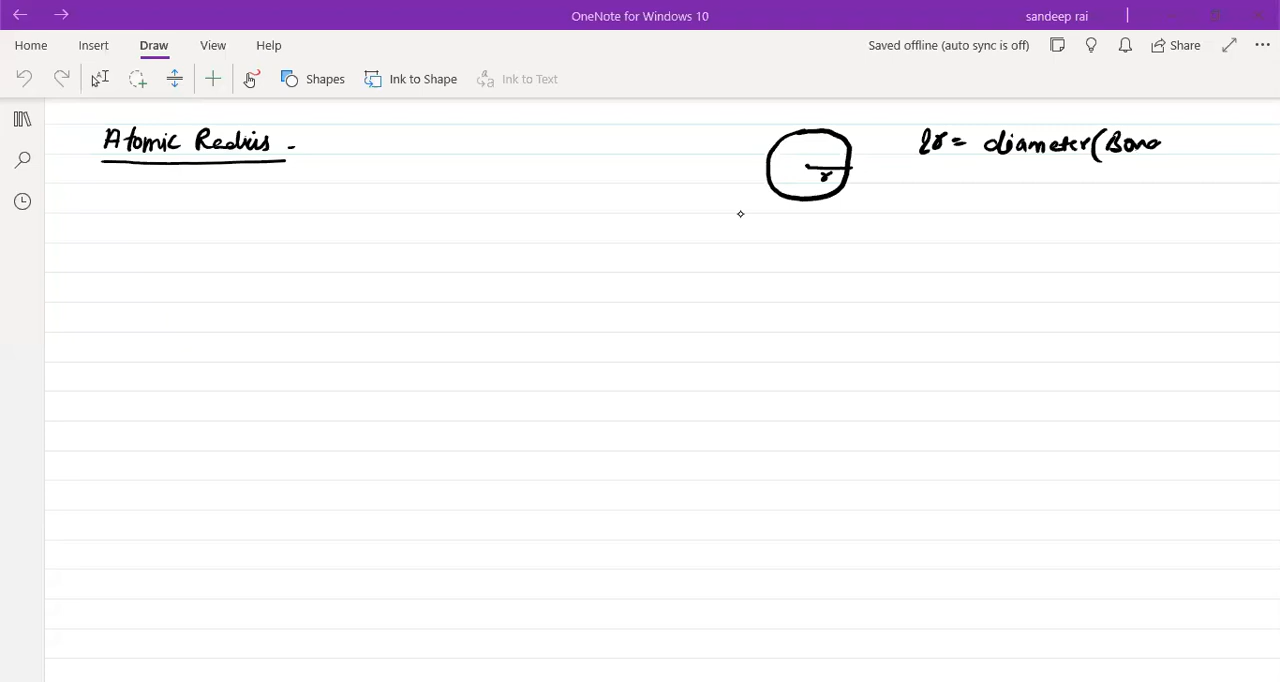 OneNote for Windows 10
sandeep rai
Home Insert Draw View Help
Saved offline (auto sync is off) Share
Shapes Ink to Shape Ink to Text
Atomic Radius -
r
2r = diameter(Bond